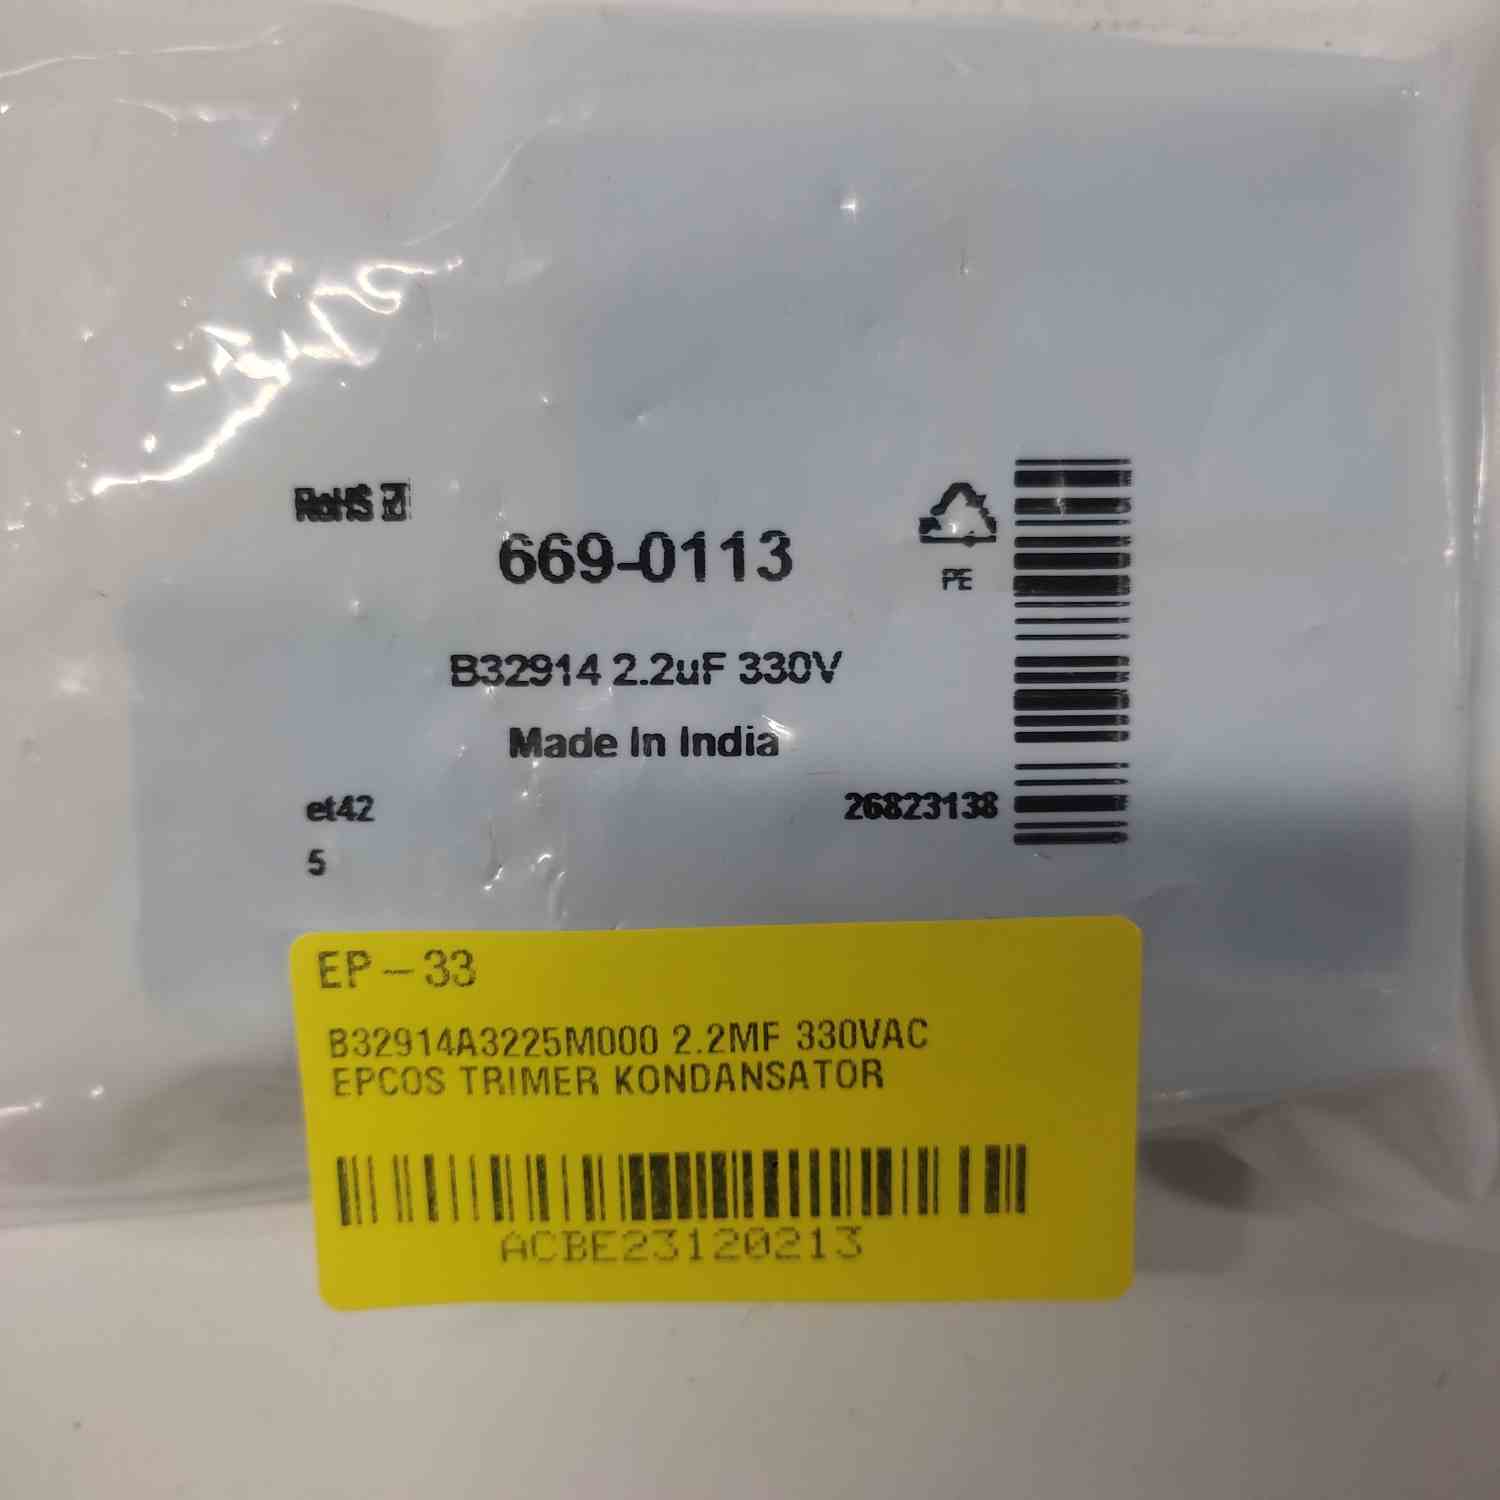 RoHS
669-0113
PE
B32914 2.2uF 330V
Made In India
et42
26823138
5
EP-33
B32914A3225M000 2.2MF 330VAC
EPCOS TRIMER KONDANSATOR
ACBE23120213